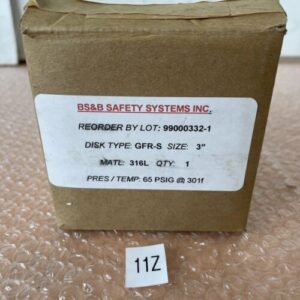 BS&B SAFETY SYSTEMS INC.
REORDER BY LOT: 99000332-1
DISK TYPE: GFR-S SIZE: 3"
MATL: 316L QTY: 1
PRES / TEMP: 65 PSIG @ 301f
11Z